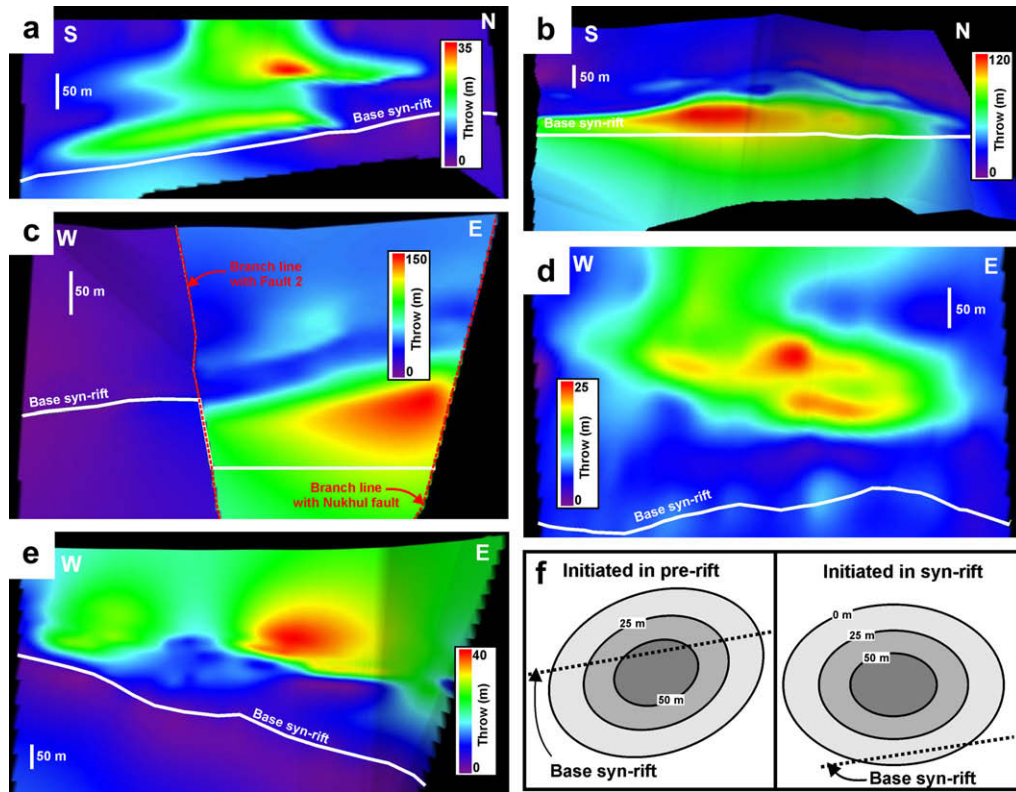 a
S
N
50 m
35
Throw (m)
0
Base syn-rift
b
S
N
50 m
120
Throw (m)
0
Base syn-rift
c
W
E
50 m
Branch line
with Fault 2
150
Throw (m)
0
Base syn-rift
Branch line
with Nukhul fault
d
W
E
50 m
25
Throw (m)
0
Base syn-rift
e
W
E
40
Throw (m)
0
Base syn-rift
50 m
f
Initiated in pre-rift
25 m
50 m
Base syn-rift
Initiated in syn-rift
0 m
25 m
50 m
Base syn-rift